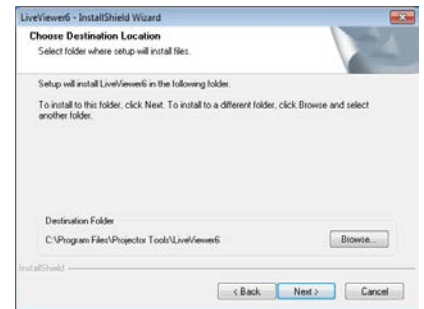 LiveViewer6 - InstallShield Wizard
Choose Destination Location
Select folder where setup will install files.
Setup will install LiveViewer6 in the following folder.
To install to this folder, click Next. To install to a different folder, click Browse and select
another folder.
Destination Folder
C:\Program Files\Projector Tools\LiveViewer6
Browse...
InstallShield
< Back
Next >
Cancel